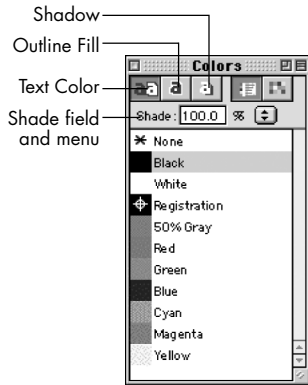 Shadow
Outline Fill
Text Color
Shade field
and menu
Colors
aa a a
Shade: 100.0 %
None
Black
White
Registration
50% Gray
Red
Green
Blue
Cyan
Magenta
Yellow